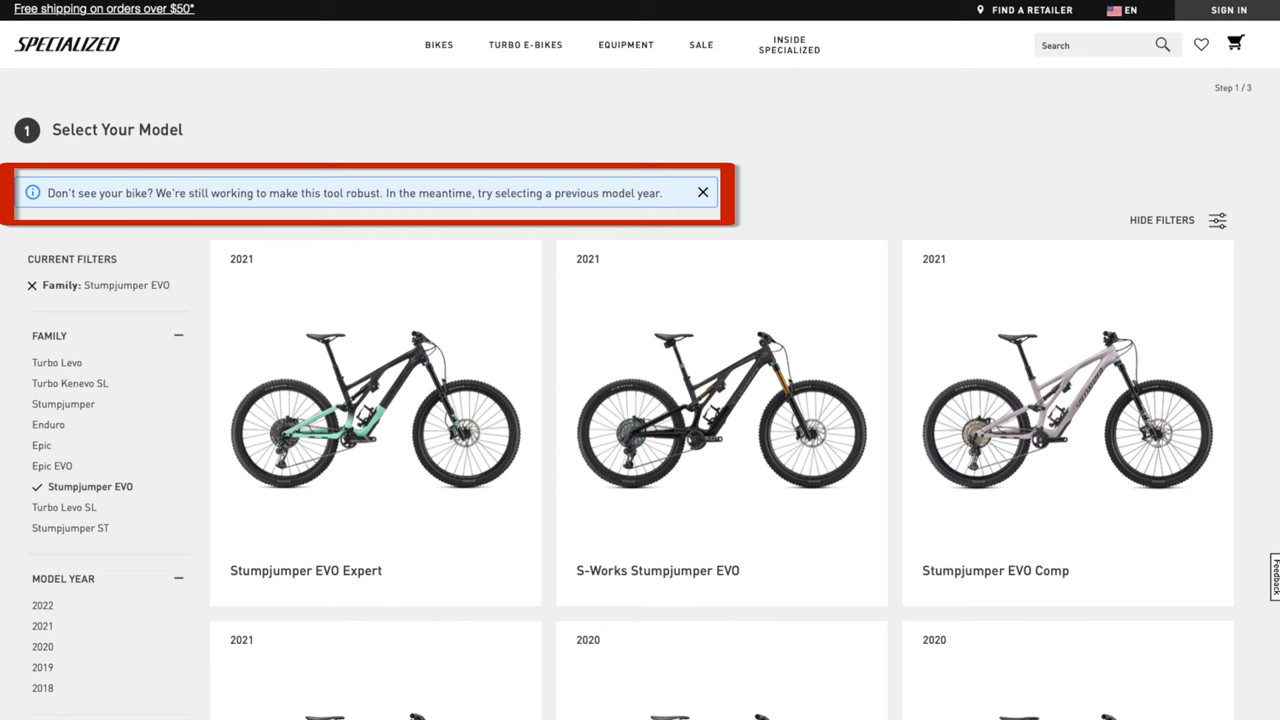 Free shipping on orders over $50*
FIND A RETAILER
EN
SIGN IN
SPECIALIZED
BIKES
TURBO E-BIKES
EQUIPMENT
SALE
INSIDE
SPECIALIZED
Search
Step 1 / 3
1 Select Your Model
Don't see your bike? We're still working to make this tool robust. In the meantime, try selecting a previous model year.
HIDE FILTERS
CURRENT FILTERS
Family: Stumpjumper EVO
FAMILY
Turbo Levo
Turbo Kenevo SL
Stumpjumper
Enduro
Epic
Epic EVO
Stumpjumper EVO
Turbo Levo SL
Stumpjumper ST
MODEL YEAR
2022
2021
2020
2019
2018
2021
Stumpjumper EVO Expert
2021
S-Works Stumpjumper EVO
2021
SPECIALIZED
Stumpjumper EVO Comp
2021
2020
2020
Feedback